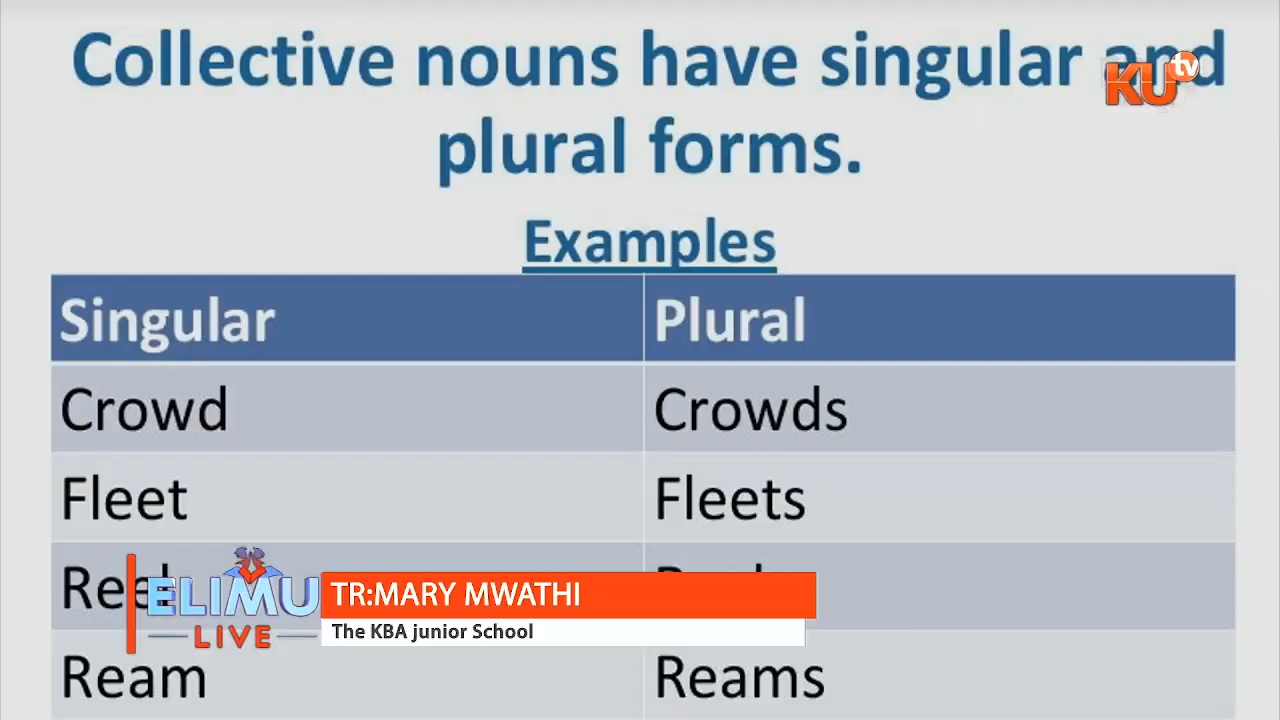 Collective nouns have singular and
plural forms.
KU tv
Examples
Singular Plural
Crowd Crowds
Fleet Fleets
ELIMU
LIVE
TR:MARY MWATHI
The KBA junior School
Ream Reams